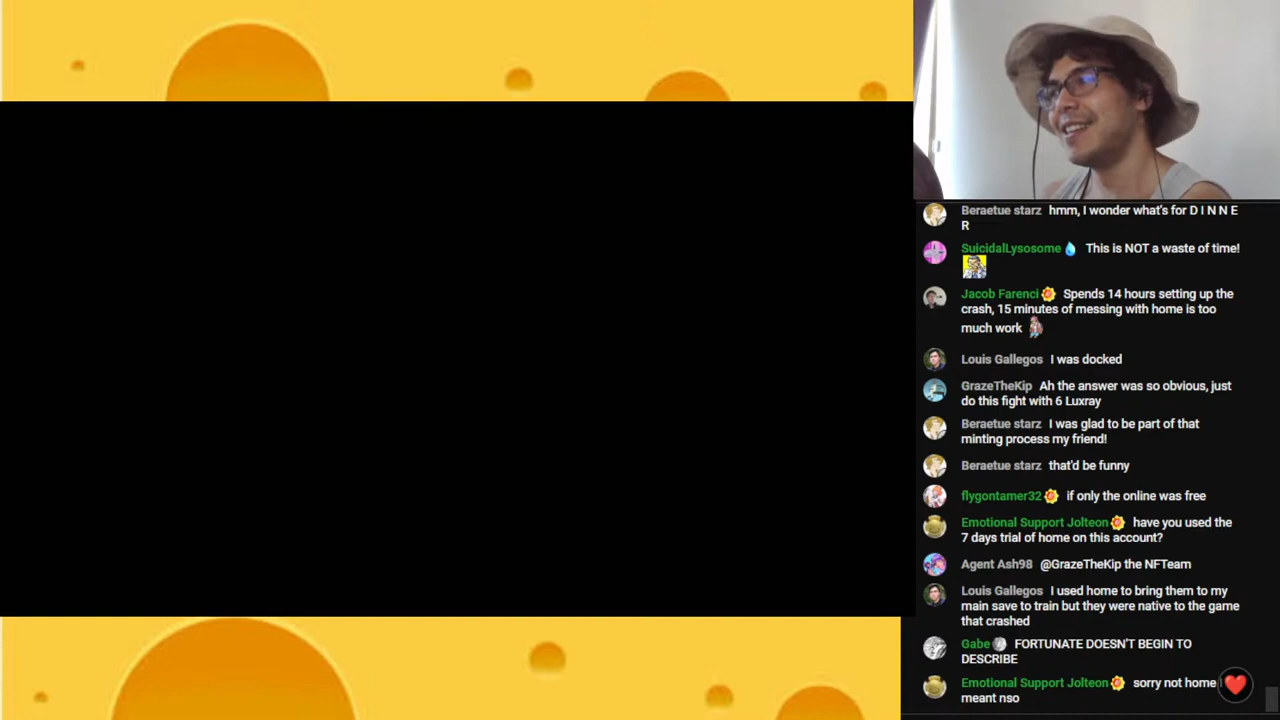 Beraetue starz hmm, I wonder what's for D I N N E
R
SuicidalLysosome This is NOT a waste of time!
Jacob Farenci Spends 14 hours setting up the
crash, 15 minutes of messing with home is too
much work
Louis Gallegos I was docked
GrazeTheKip Ah the answer was so obvious, just
do this fight with 6 Luxray
Beraetue starz I was glad to be part of that
minting process my friend!
Beraetue starz that'd be funny
flygontamer32 if only the online was free
Emotional Support Jolteon have you used the
7 days trial of home on this account?
Agent Ash98 @GrazeTheKip the NFTeam
Louis Gallegos I used home to bring them to my
main save to train but they were native to the game
that crashed
Gabe FORTUNATE DOESN'T BEGIN TO
DESCRIBE
Emotional Support Jolteon sorry not home I
meant nso